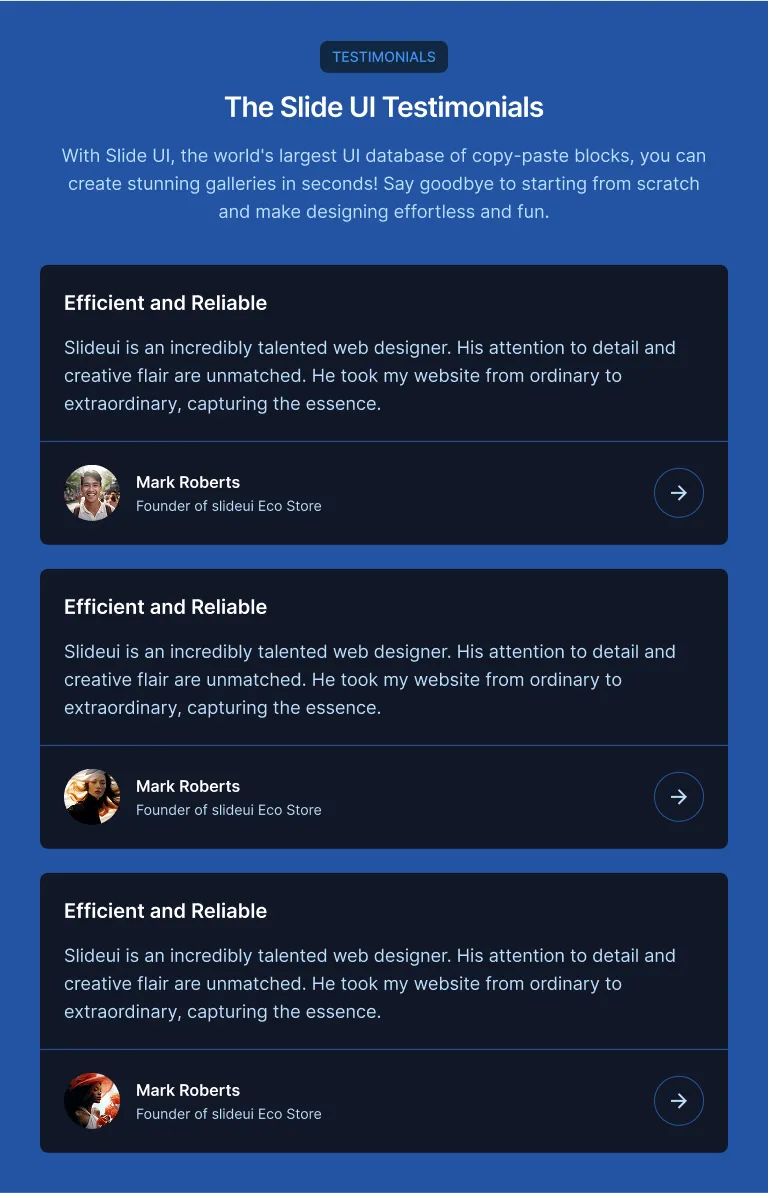 TESTIMONIALS
The Slide UI Testimonials
With Slide UI, the world's largest UI database of copy-paste blocks, you can
create stunning galleries in seconds! Say goodbye to starting from scratch
and make designing effortless and fun.
Efficient and Reliable
Slideui is an incredibly talented web designer. His attention to detail and
creative flair are unmatched. He took my website from ordinary to
extraordinary, capturing the essence.
Mark Roberts
Founder of slideui Eco Store
Efficient and Reliable
Slideui is an incredibly talented web designer. His attention to detail and
creative flair are unmatched. He took my website from ordinary to
extraordinary, capturing the essence.
Mark Roberts
Founder of slideui Eco Store
Efficient and Reliable
Slideui is an incredibly talented web designer. His attention to detail and
creative flair are unmatched. He took my website from ordinary to
extraordinary, capturing the essence.
Mark Roberts
Founder of slideui Eco Store